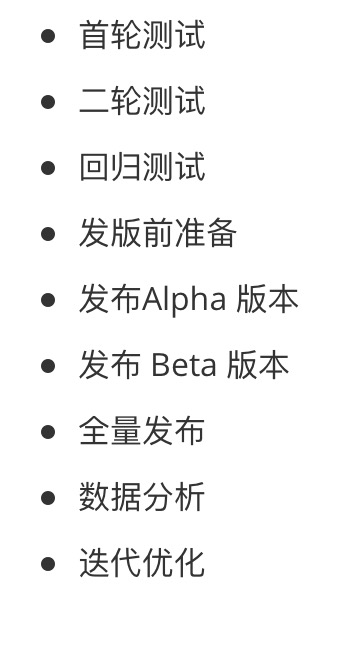 首轮测试
二轮测试
回归测试
发版前准备
发布Alpha 版本
发布 Beta 版本
全量发布
数据分析
迭代优化